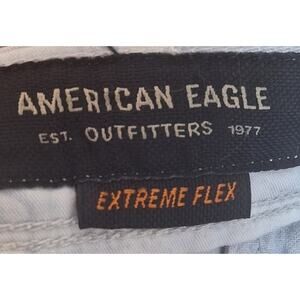 AMERICAN EAGLE
EST. OUTFITTERS 1977
EXTREME FLEX